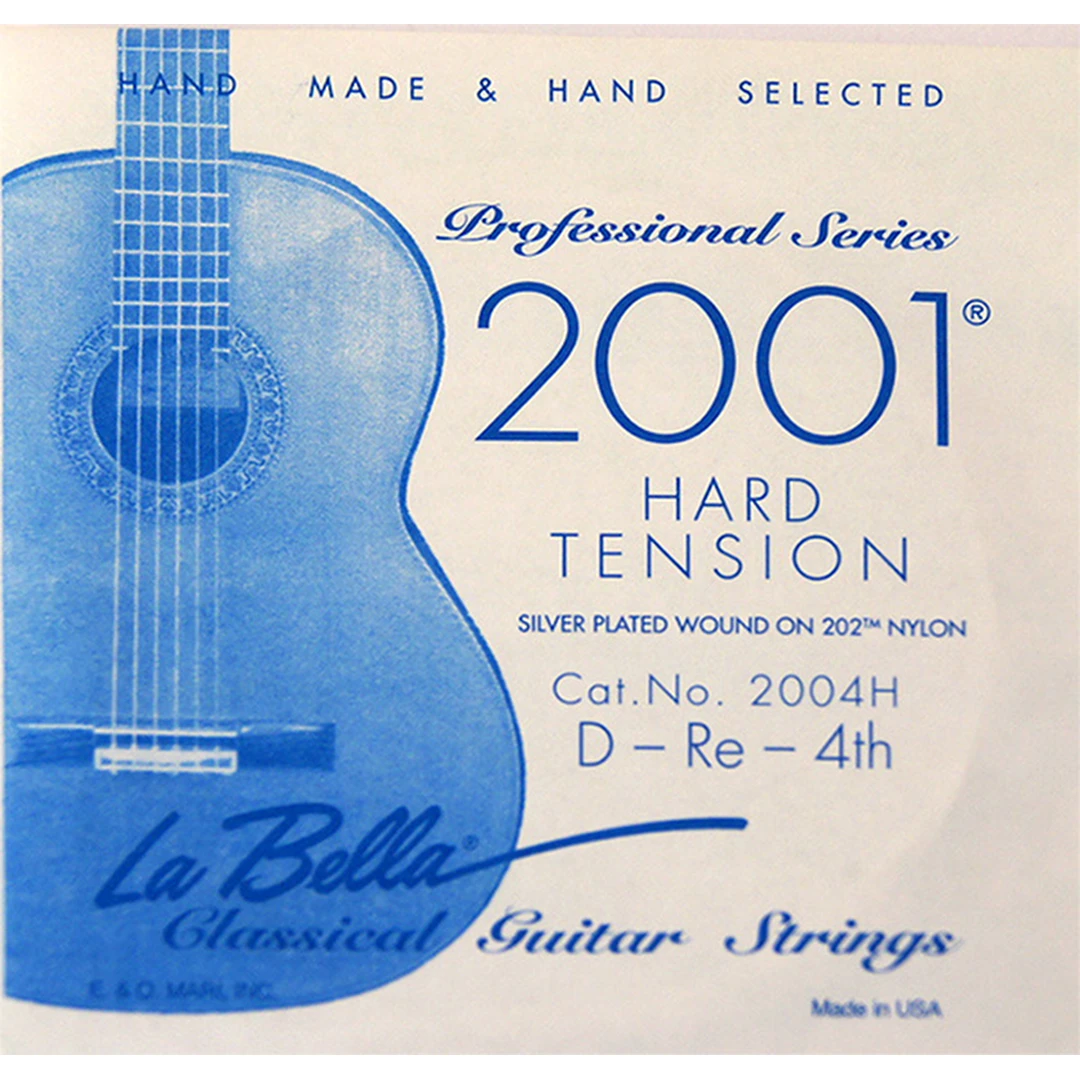 HAND MADE & HAND SELECTED
Professional Series
2001®
HARD
TENSION
SILVER PLATED WOUND ON 202™ NYLON
Cat.No. 2004H
D – Re – 4th
La Bella®
Classical Guitar Strings
E. & O. MARI, INC.
Made in USA